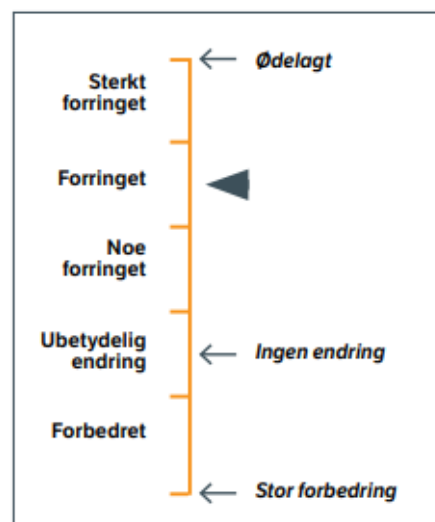 Ødelagt
Sterkt
forringet
Forringet
Noe
forringet
Ubetydelig
endring
Ingen endring
Forbedret
Stor forbedring